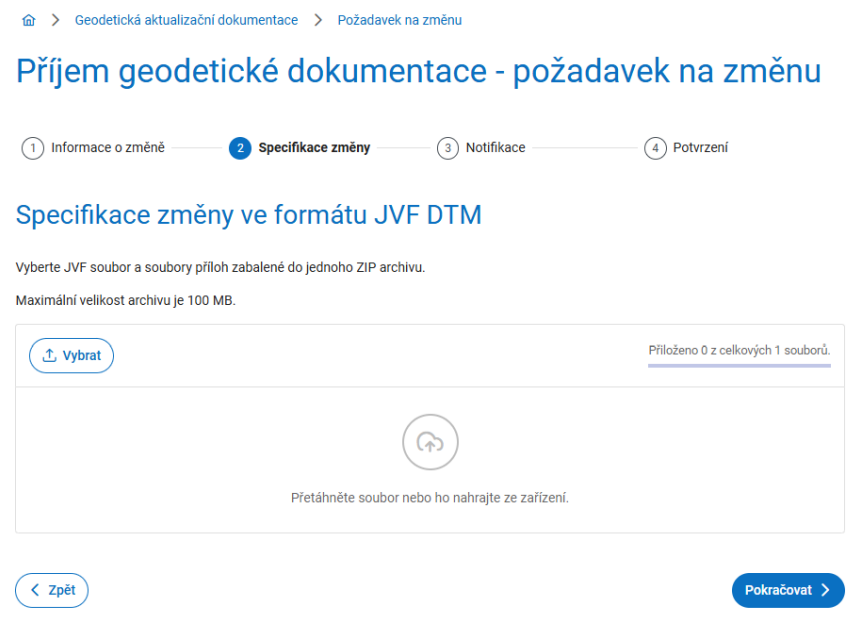 Geodetická aktualizační dokumentace > Požadavek na změnu
Příjem geodetické dokumentace - požadavek na změnu
1 Informace o změně 2 Specifikace změny 3 Notifikace 4 Potvrzení
Specifikace změny ve formátu JVF DTM
Vyberte JVF soubor a soubory příloh zabalené do jednoho ZIP archivu.
Maximální velikost archivu je 100 MB.
Vybrat Přiloženo 0 z celkových 1 souborů.
Přetáhněte soubor nebo ho nahrajte ze zařízení.
Zpět Pokračovat